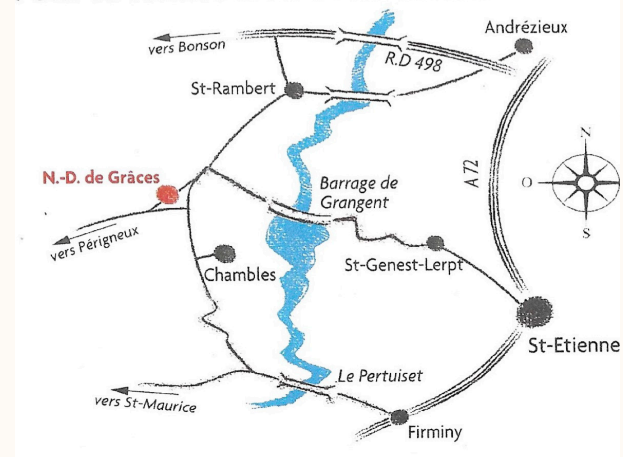 Andrézieux
vers Bonson
R.D 498
St-Rambert
N
N.-D. de Grâces
Barrage de
Grangent
A 72
O
S
vers Périgneux
Chambles
St-Genest-Lerpt
St-Etienne
Le Pertuiset
vers St-Maurice
Firminy